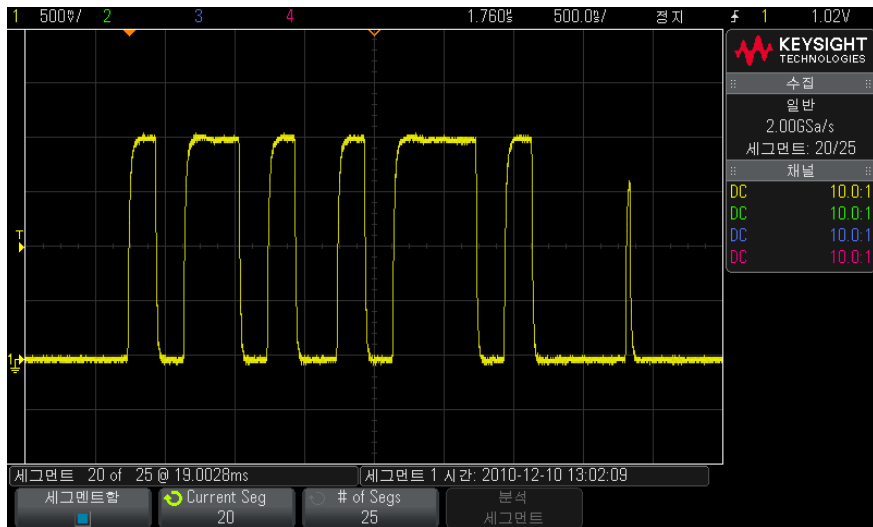 1 500㎷/ 2 3 4 1.760㎲ 500.0㎱/ 정지 1 1.02V
KEYSIGHT
TECHNOLOGIES
수집
일반
2.00GSa/s
세그먼트: 20/25
채널
DC 10.0:1
DC 10.0:1
DC 10.0:1
DC 10.0:1
T
1
세그먼트 20 of 25 @ 19.0028ms
세그먼트 1 시간: 2010-12-10 13:02:09
세그멘트함 Current Seg # of Segs 분석
20 25 세그먼트